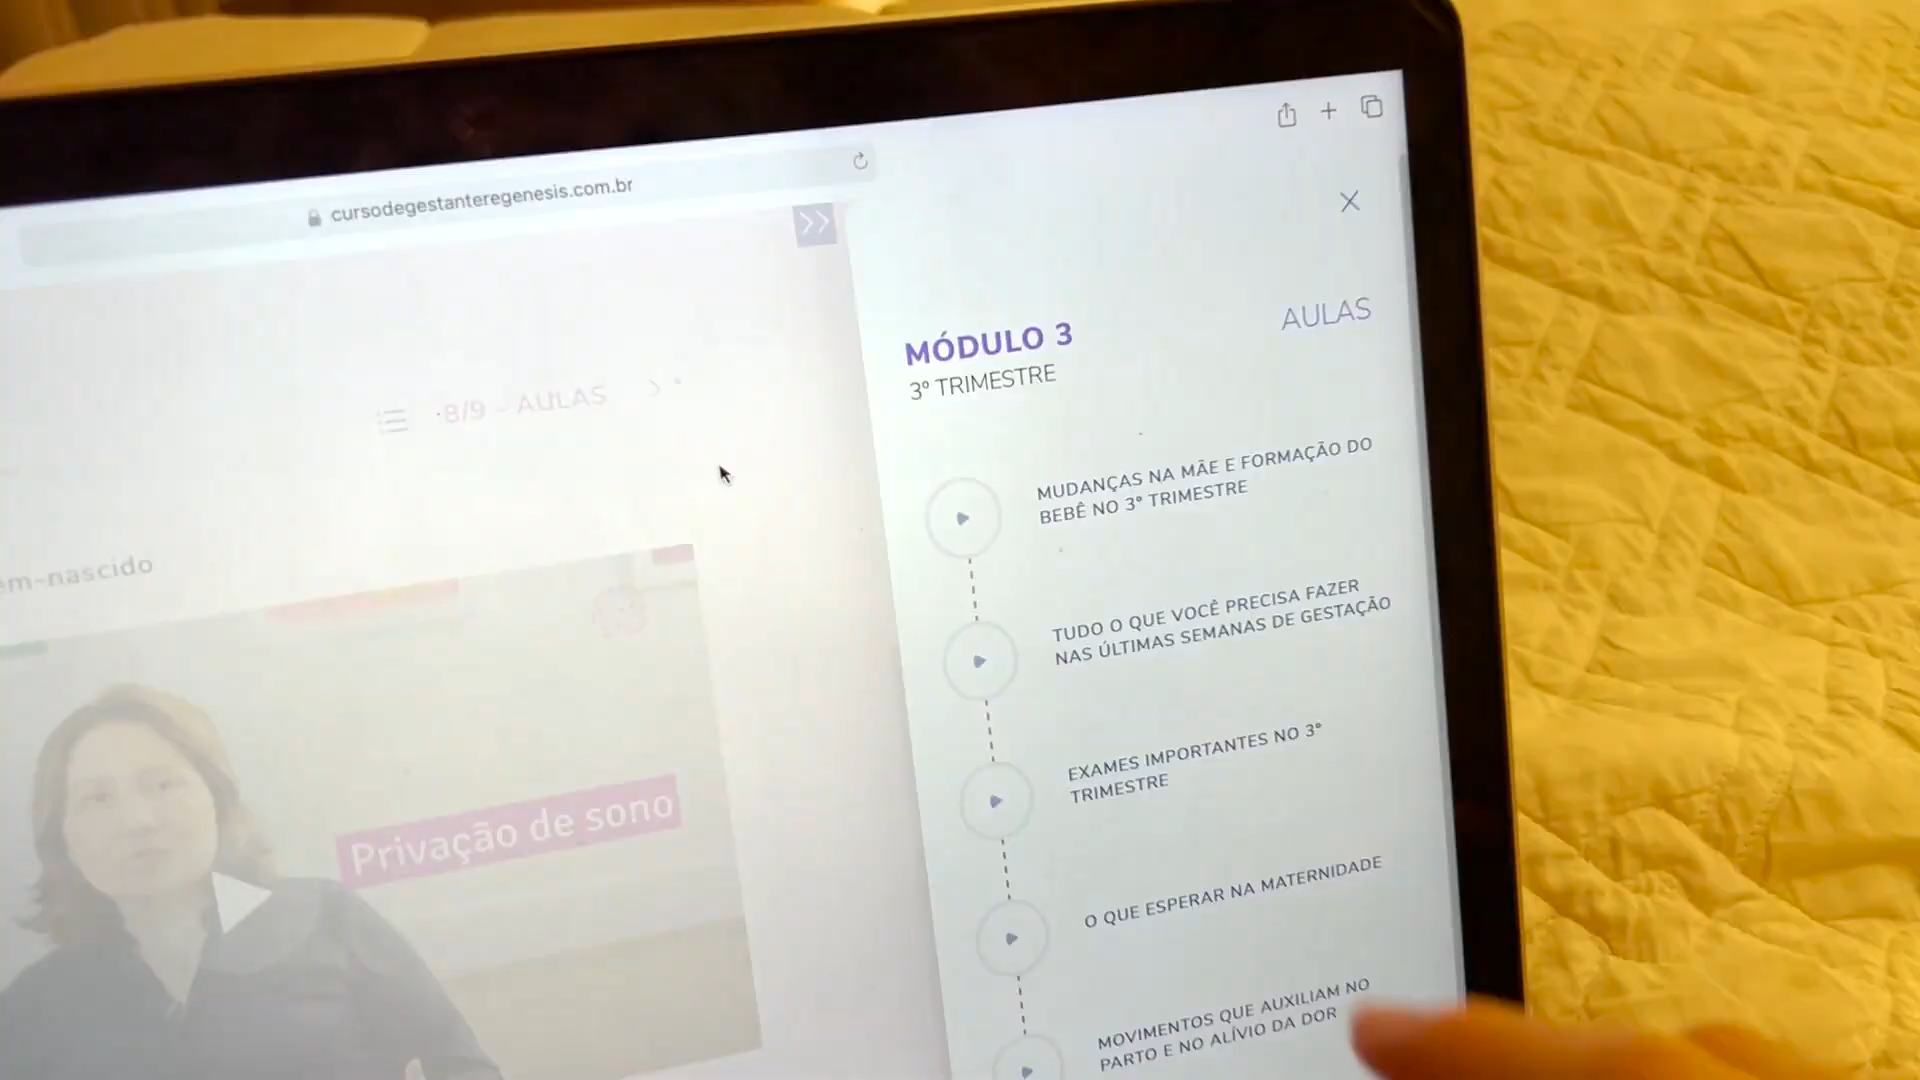 cursodegestanteregenesis.com.br
8/9 - AULAS
em-nascido
Privação de sono
AULAS
MÓDULO 3
3º TRIMESTRE
MUDANÇAS NA MÃE E FORMAÇÃO DO
BEBÊ NO 3º TRIMESTRE
TUDO O QUE VOCÊ PRECISA FAZER
NAS ÚLTIMAS SEMANAS DE GESTAÇÃO
EXAMES IMPORTANTES NO 3º
TRIMESTRE
O QUE ESPERAR NA MATERNIDADE
MOVIMENTOS QUE AUXILIAM NO
PARTO E NO ALÍVIO DA DOR